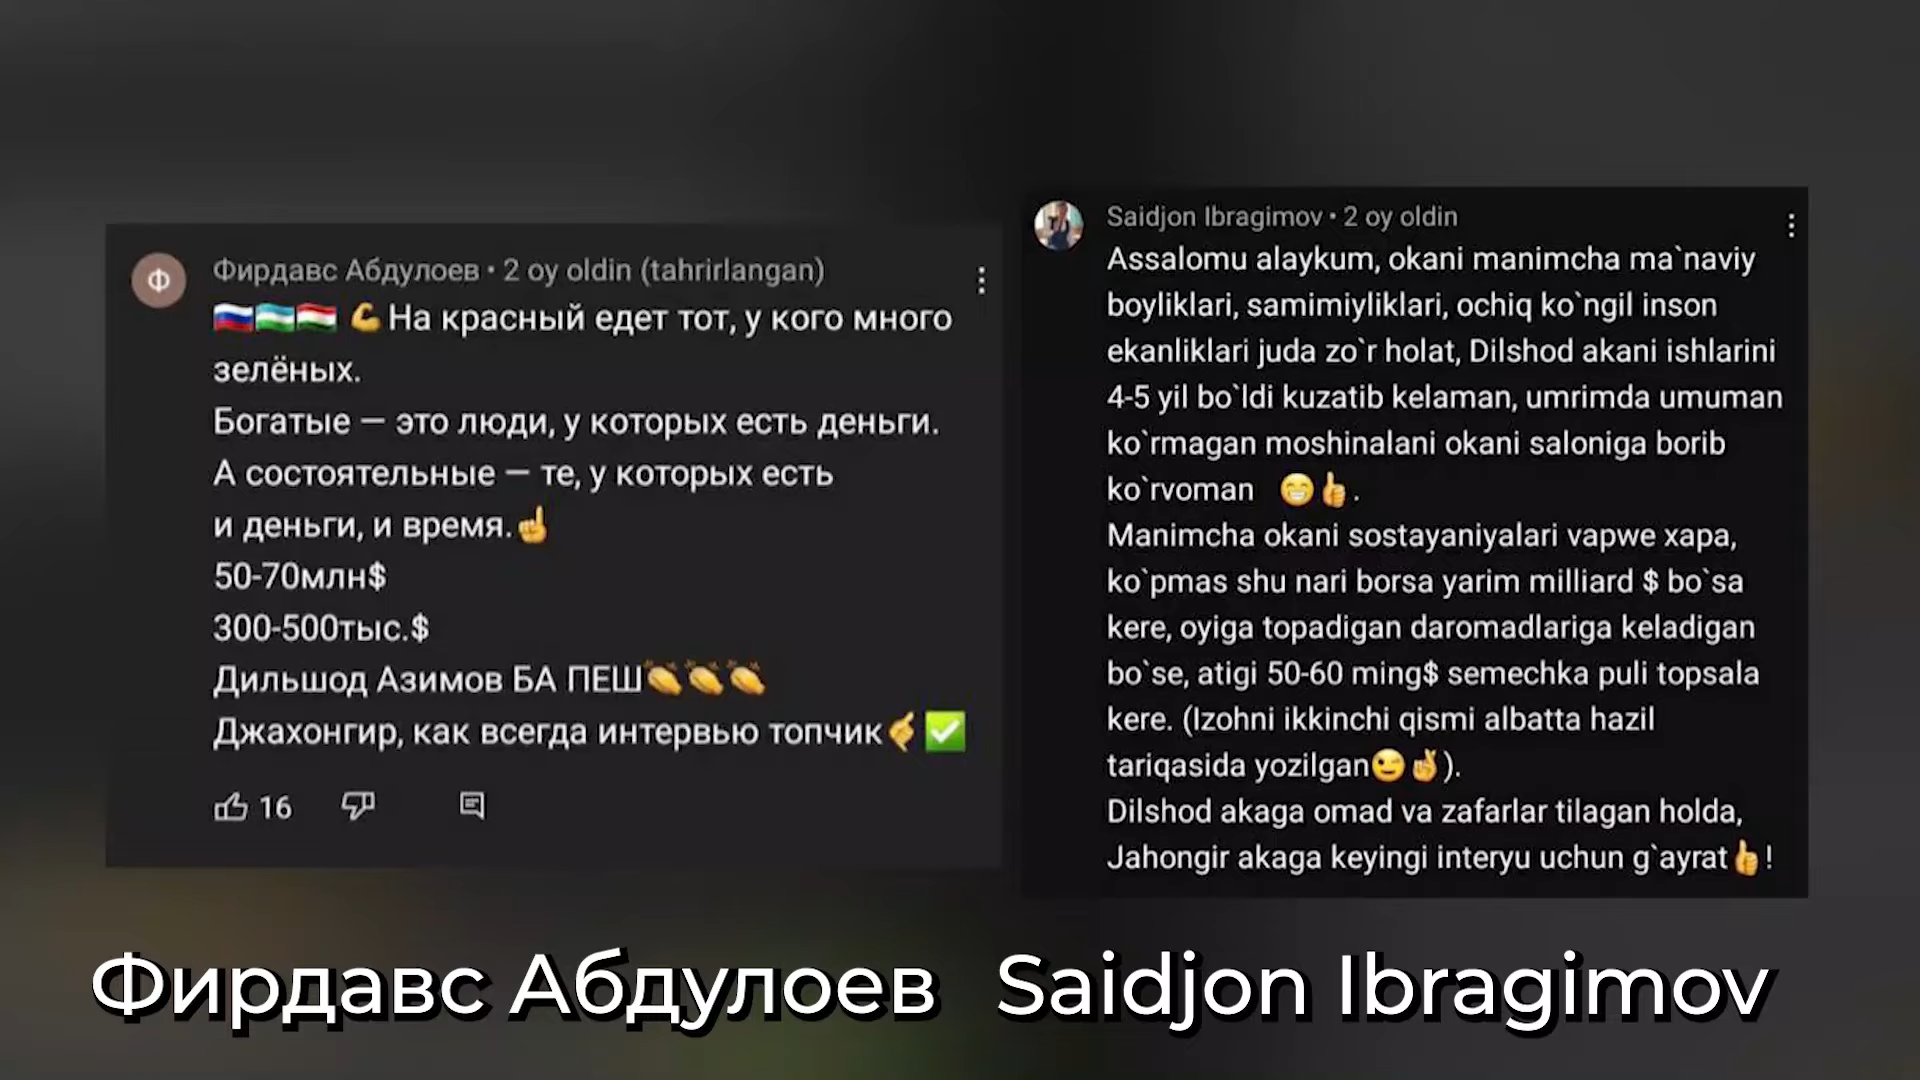 Фирдавс Абдулоев • 2 oy oldin (tahrirlangan)
🇷🇺🇺🇿🇹🇯 💪На красный едет тот, у кого много
зелёных.
Богатые — это люди, у которых есть деньги.
А состоятельные — те, у которых есть
и деньги, и время.☝️
50-70млн$
300-500тыс.$
Дильшод Азимов БА ПЕШ👏👏👏
Джахонгир, как всегда интервью топчик🤞✅
16
Saidjon Ibragimov • 2 oy oldin
Assalomu alaykum, okani manimcha ma`naviy
boyliklari, samimiyliklari, ochiq ko`ngil inson
ekanliklari juda zo`r holat, Dilshod akani ishlarini
4-5 yil bo`ldi kuzatib kelaman, umrimda umuman
ko`rmagan moshinalani okani saloniga borib
ko`rvoman 😁👍.
Manimcha okani sostayaniyalari vapwe xapa,
ko`pmas shu nari borsa yarim milliard $ bo`sa
kere, oyiga topadigan daromadlariga keladigan
bo`se, atigi 50-60 ming$ semechka puli topsala
kere. (Izohni ikkinchi qismi albatta hazil
tariqasida yozilgan😉🤞).
Dilshod akaga omad va zafarlar tilagan holda,
Jahongir akaga keyingi interyu uchun g`ayrat👍!
Фирдавс Абдулоев
Saidjon Ibragimov